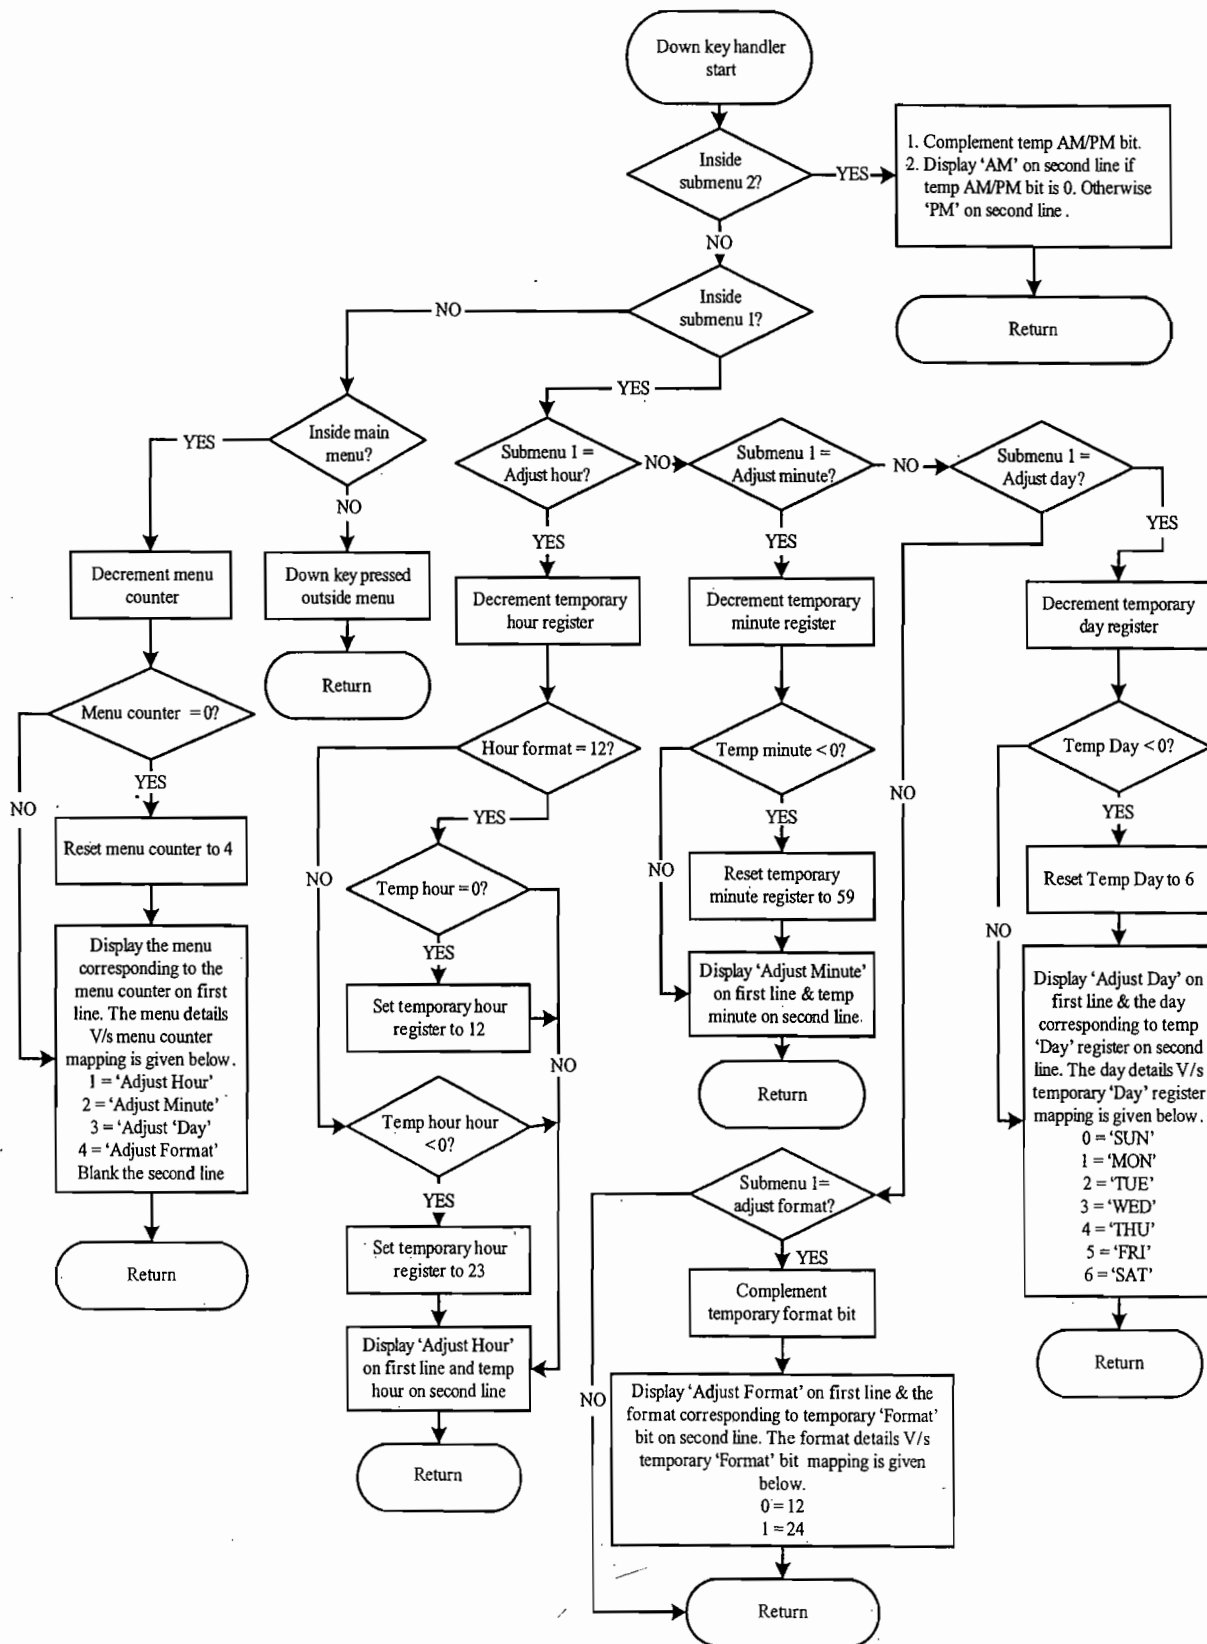 Down key handler
start
Inside
submenu 2?
YES
1. Complement temp AM/PM bit.
2. Display ‘AM’ on second line if
temp AM/PM bit is 0. Otherwise
‘PM’ on second line .
Return
NO
Inside
submenu 1?
NO
YES
Inside main
menu?
YES
NO
Decrement menu
counter
Down key pressed
outside menu
Return
Menu counter = 0?
NO
YES
Reset menu counter to 4
Display the menu
corresponding to the
menu counter on first
line. The menu details
V/s menu counter
mapping is given below.
1 = ‘Adjust Hour’
2 = ‘Adjust Minute’
3 = ‘Adjust ‘Day’
4 = ‘Adjust Format’
Blank the second line
Return
Submenu 1 =
Adjust hour?
NO
YES
Decrement temporary
hour register
Hour format = 12?
NO
YES
Temp hour = 0?
YES
NO
Set temporary hour
register to 12
Temp hour hour
< 0?
YES
Set temporary hour
register to 23
Display ‘Adjust Hour’
on first line and temp
hour on second line
Return
Submenu 1 =
Adjust minute?
NO
YES
Decrement temporary
minute register
Temp minute < 0?
NO
YES
Reset temporary
minute register to 59
Display ‘Adjust Minute’
on first line & temp
minute on second line.
Return
Submenu 1 =
Adjust day?
YES
NO
Decrement temporary
day register
Temp Day < 0?
NO
YES
Reset Temp Day to 6
Display ‘Adjust Day’ on
first line & the day
corresponding to temp
‘Day’ register on second
line. The day details V/s
temporary ‘Day’ register
mapping is given below .
0 = ‘SUN’
1 = ‘MON’
2 = ‘TUE’
3 = ‘WED’
4 = ‘THU’
5 = ‘FRI’
6 = ‘SAT’
Return
Submenu 1=
adjust format?
NO
YES
Complement
temporary format bit
Display ‘Adjust Format’ on first line & the
format corresponding to temporary ‘Format’
bit on second line. The format details V/s
temporary ‘Format’ bit mapping is given
below.
0 = 12
1 = 24
Return